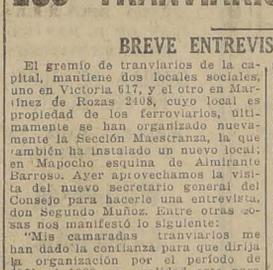 LOS TRANVIARIO
BREVE ENTREVIS
El gremio de tranviarios de la ca-
pital, mantiene dos locales sociales,
uno en Victoria 617, y el otro en Mar-
tínez de Rozas 2408, cuyo local es
propiedad de los ferroviarios, últi-
mamente se han organizado nueva-
mente la Sección Maestranza, la que
también ha instalado un nuevo local;
en Mapocho esquina de Almirante
Barroso. Ayer aprovechamos la visi-
ta del nuevo secretario general del
Consejo para hacerle una entrevista,
don Segundo Muñoz. Entre otras co-
sas nos manifestó lo siguiente:
"Mis camaradas tranviarios me
han dado la confianza para que dirija
la organización por el período de